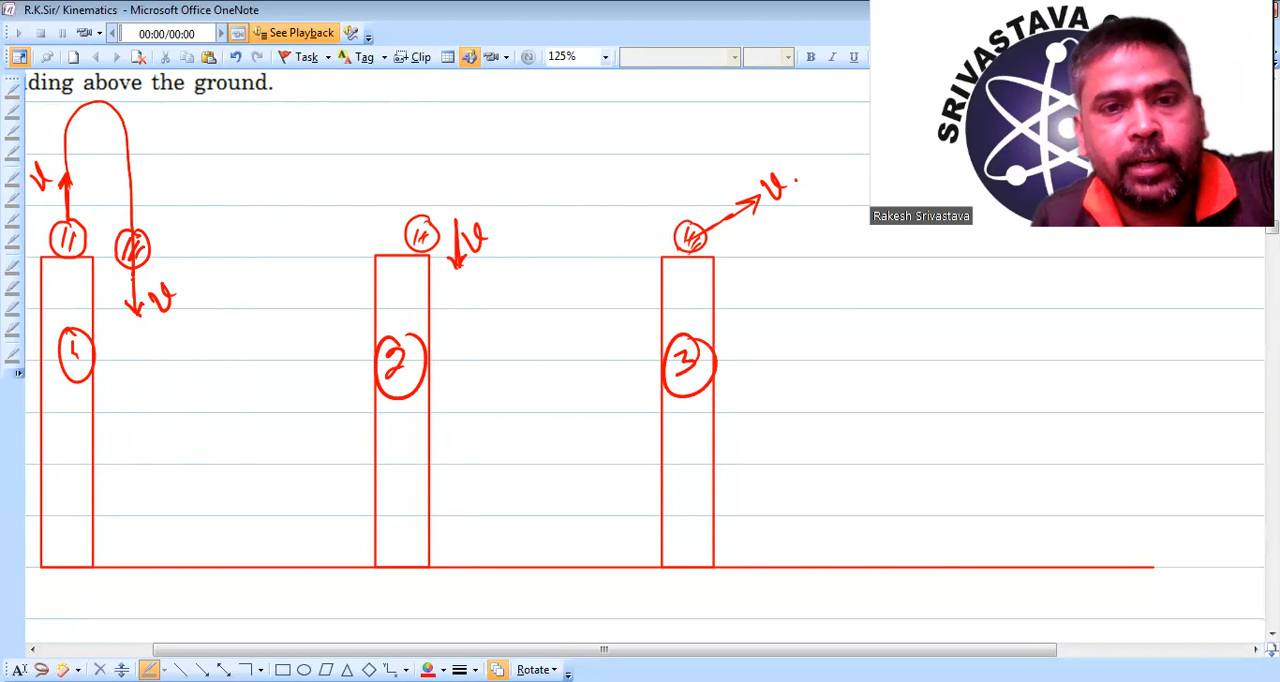 R.K.Sir/ Kinematics - Microsoft Office OneNote
00:00/00:00 See Playback
Task Tag Clip 125% B I U
ding above the ground.
SRIVASTAVA
Rakesh Srivastava
v
v.
v
v
1
2
3
A Rotate